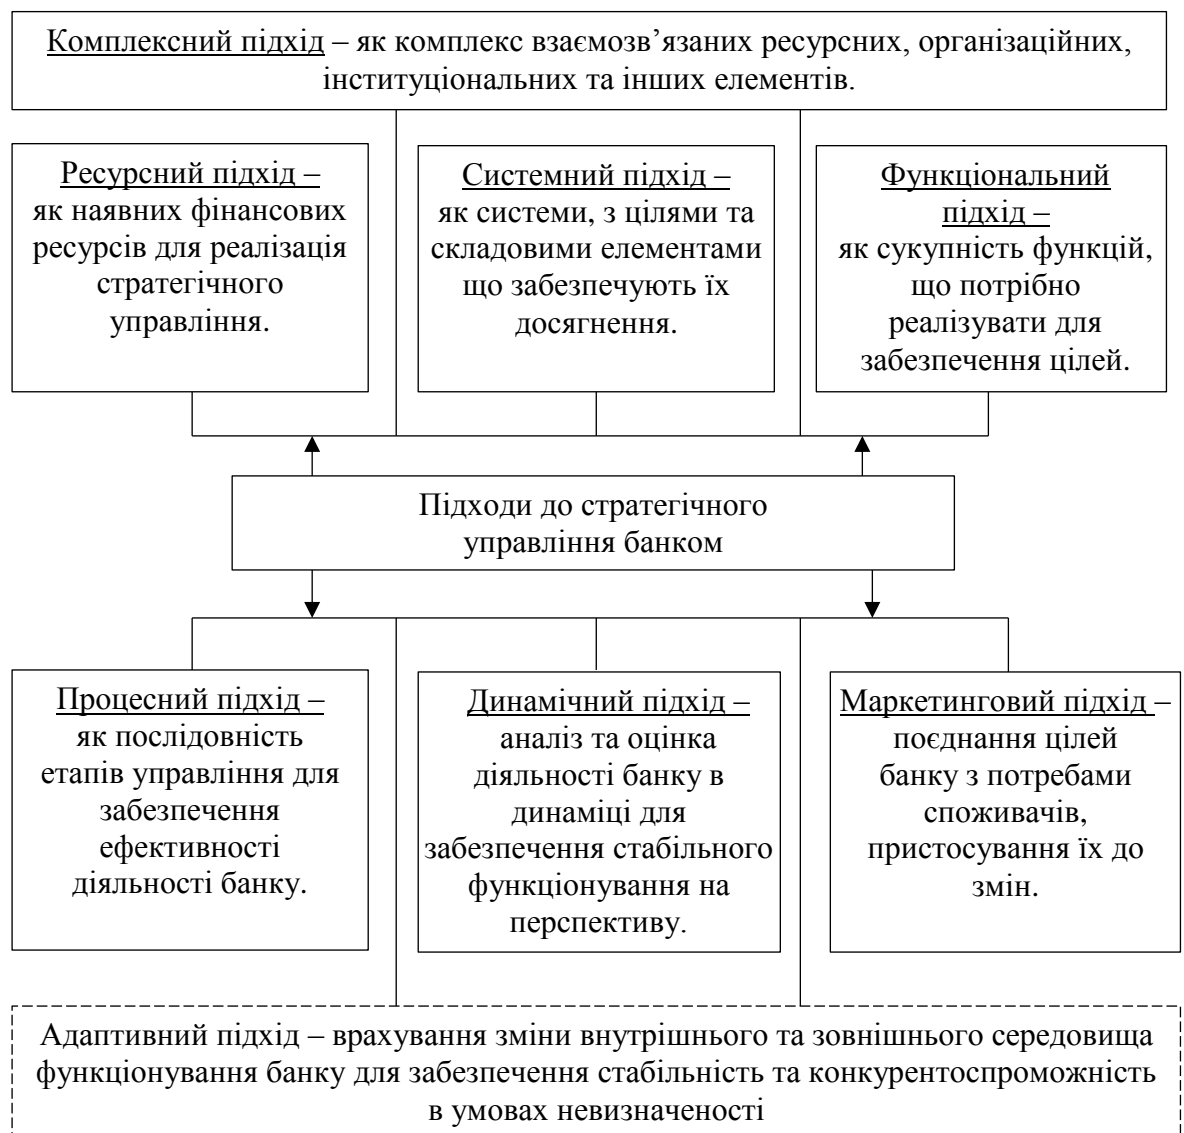 Комплексний підхід – як комплекс взаємозв’язаних ресурсних, організаційних,
інституціональних та інших елементів.
Ресурсний підхід –
як наявних фінансових
ресурсів для реалізація
стратегічного
управління.
Системний підхід –
як системи, з цілями та
складовими елементами
що забезпечують їх
досягнення.
Функціональний
підхід –
як сукупність функцій,
що потрібно
реалізувати для
забезпечення цілей.
Підходи до стратегічного
управління банком
Процесний підхід –
як послідовність
етапів управління для
забезпечення
ефективності
діяльності банку.
Динамічний підхід –
аналіз та оцінка
діяльності банку в
динаміці для
забезпечення стабільного
функціонування на
перспективу.
Маркетинговий підхід –
поєднання цілей
банку з потребами
споживачів,
пристосування їх до
змін.
Адаптивний підхід – врахування зміни внутрішнього та зовнішнього середовища
функціонування банку для забезпечення стабільність та конкурентоспроможність
в умовах невизначеності